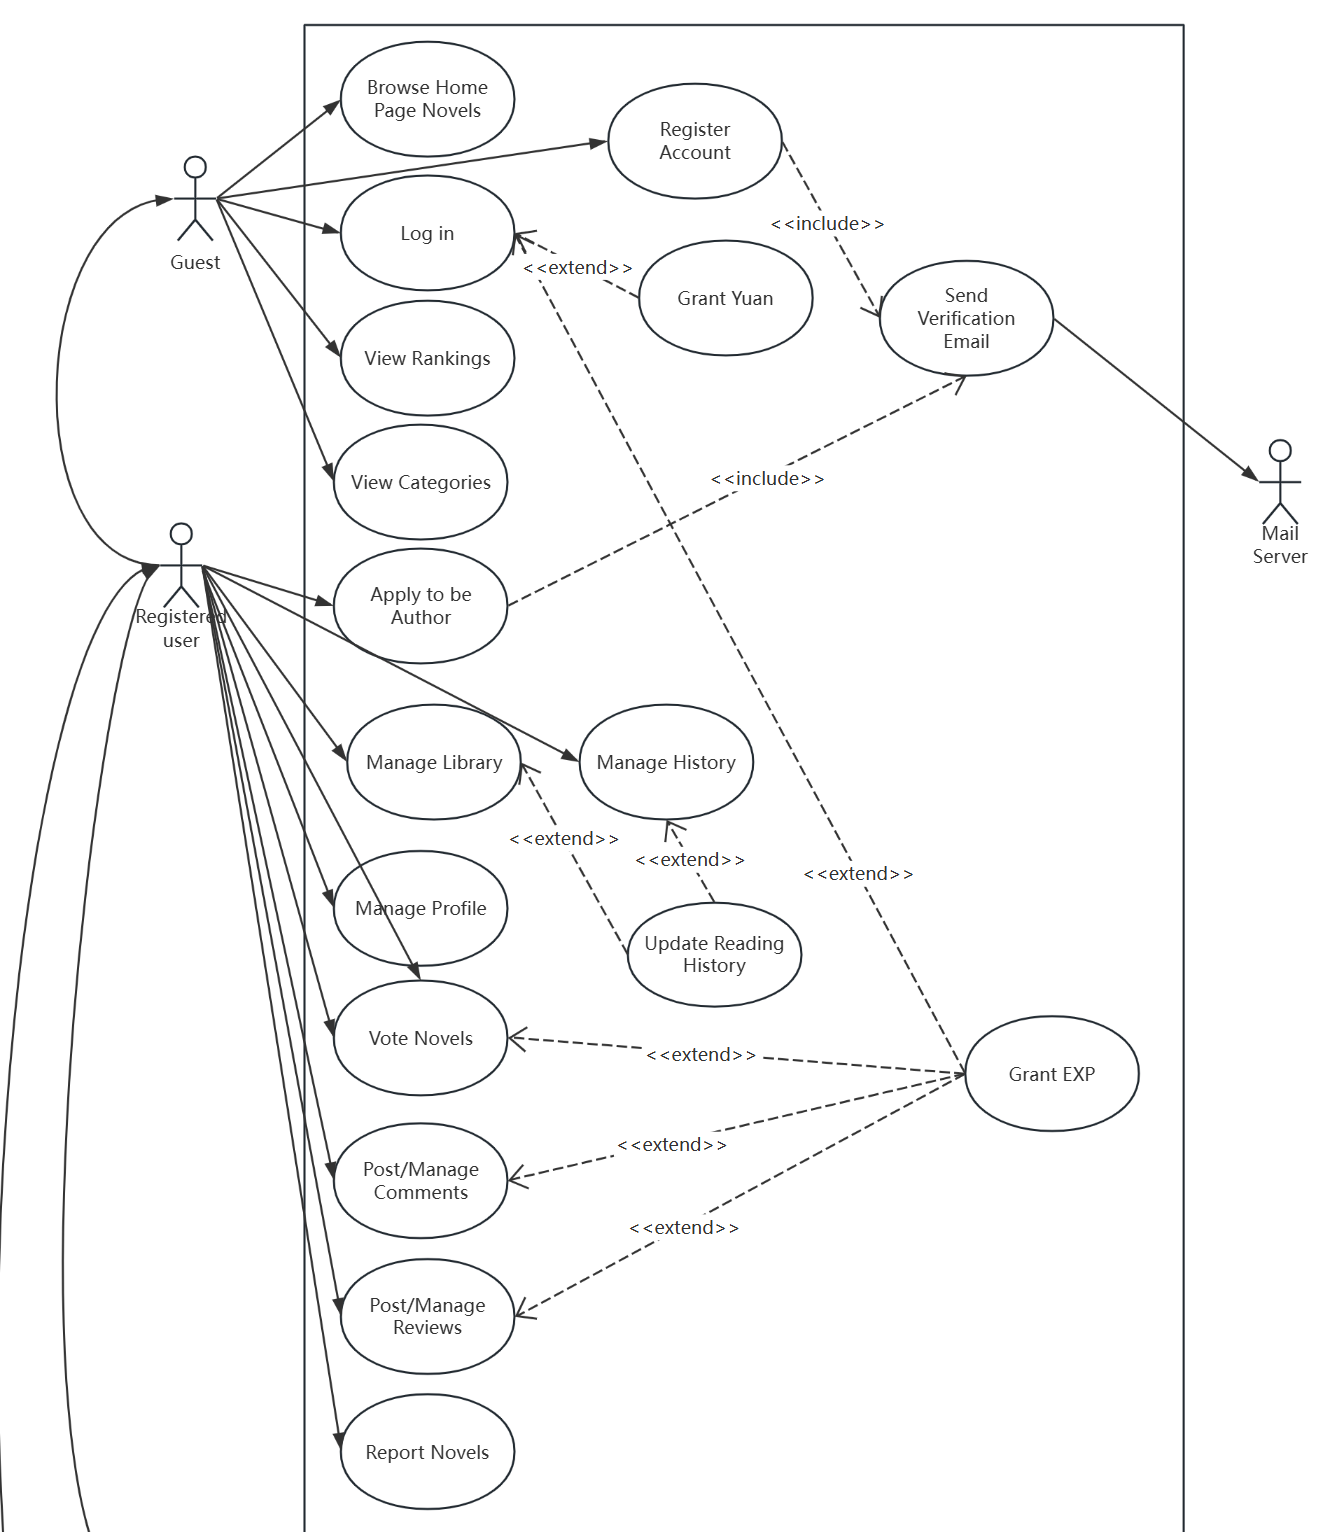 Browse Home
Page Novels
Register
Account
Guest
Log in
<<include>>
<<extend>>
Grant Yuan
Send
Verification
Email
View Rankings
View Categories
<<include>>
Mail
Server
Registered
user
Apply to be
Author
Manage Library
Manage History
<<extend>>
<<extend>>
<<extend>>
Manage Profile
Update Reading
History
Vote Novels
<<extend>>
Grant EXP
<<extend>>
Post/Manage
Comments
<<extend>>
Post/Manage
Reviews
Report Novels